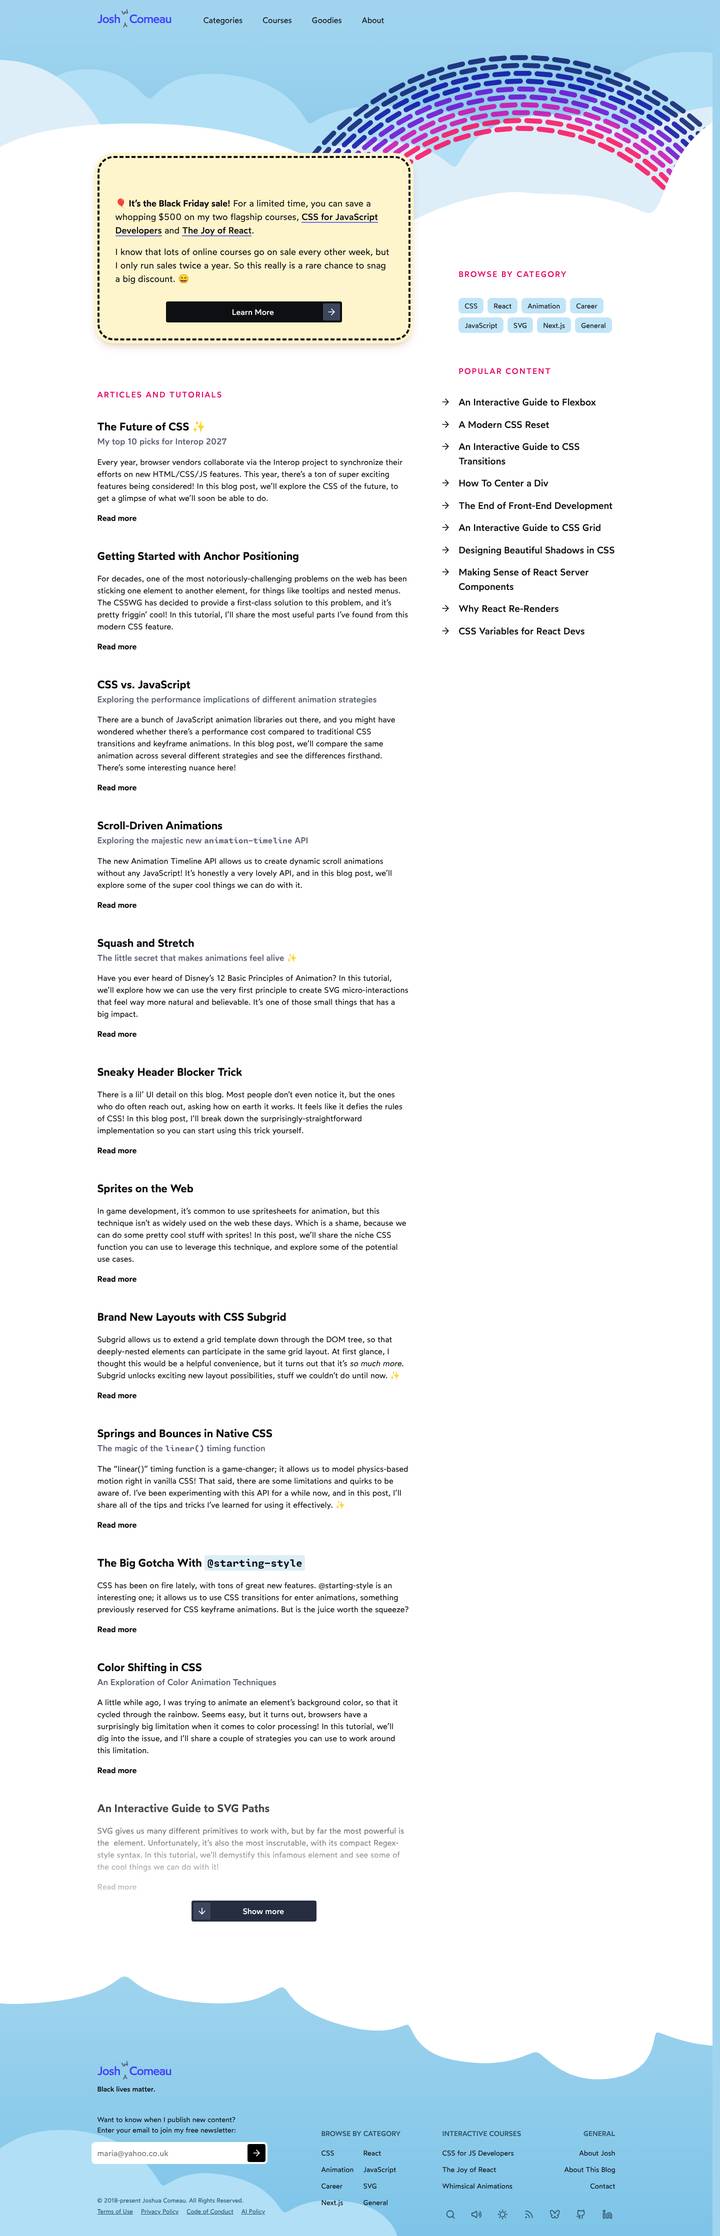 Josh Comeau
Categories Courses Goodies About
🎈 It's the Black Friday sale! For a limited time, you can save a
whopping $500 on my two flagship courses, CSS for JavaScript
Developers and The Joy of React.
I know that lots of online courses go on sale every other week, but
I only run sales twice a year. So this really is a rare chance to snag
a big discount. 😄
Learn More
ARTICLES AND TUTORIALS
The Future of CSS ✨
My top 10 picks for Interop 2027
Every year, browser vendors collaborate via the Interop project to synchronize their
efforts on new HTML/CSS/JS features. This year, there's a ton of super exciting
features being considered! In this blog post, we'll explore the CSS of the future, to
get a glimpse of what we'll soon be able to do.
Read more
Getting Started with Anchor Positioning
For decades, one of the most notoriously-challenging problems on the web has been
sticking one element to another element, for things like tooltips and nested menus.
The CSSWG has decided to provide a first-class solution to this problem, and it's
pretty friggin' cool! In this tutorial, I'll share the most useful parts I've found from this
modern CSS feature.
Read more
CSS vs. JavaScript
Exploring the performance implications of different animation strategies
There are a bunch of JavaScript animation libraries out there, and you might have
wondered whether there's a performance cost compared to traditional CSS
transitions and keyframe animations. In this blog post, we'll compare the same
animation across several different strategies and see the differences firsthand.
There's some interesting nuance here!
Read more
Scroll-Driven Animations
Exploring the majestic new animation-timeline API
The new Animation Timeline API allows us to create dynamic scroll animations
without any JavaScript! It's honestly a very lovely API, and in this blog post, we'll
explore some of the super cool things we can do with it.
Read more
Squash and Stretch
The little secret that makes animations feel alive ✨
Have you ever heard of Disney's 12 Basic Principles of Animation? In this tutorial,
we'll explore how we can use the very first principle to create SVG micro-interactions
that feel way more natural and believable. It's one of those small things that has a
big impact.
Read more
Sneaky Header Blocker Trick
There is a lil' UI detail on this blog. Most people don't even notice it, but the ones
who do often reach out, asking how on earth it works. It feels like it defies the rules
of CSS! In this blog post, I'll break down the surprisingly-straightforward
implementation so you can start using this trick yourself.
Read more
Sprites on the Web
In game development, it's common to use spritesheets for animation, but this
technique isn't as widely used on the web these days. Which is a shame, because we
can do some pretty cool stuff with sprites! In this post, we'll share the niche CSS
function you can use to leverage this technique, and explore some of the potential
use cases.
Read more
Brand New Layouts with CSS Subgrid
Subgrid allows us to extend a grid template down through the DOM tree, so that
deeply-nested elements can participate in the same grid layout. At first glance, I
thought this would be a helpful convenience, but it turns out that it's so much more.
Subgrid unlocks exciting new layout possibilities, stuff we couldn't do until now. ✨
Read more
Springs and Bounces in Native CSS
The magic of the linear() timing function
The "linear()" timing function is a game-changer; it allows us to model physics-based
motion right in vanilla CSS! That said, there are some limitations and quirks to be
aware of. I've been experimenting with this API for a while now, and in this post, I'll
share all of the tips and tricks I've learned for using it effectively. ✨
Read more
The Big Gotcha With @starting-style
CSS has been on fire lately, with tons of great new features. @starting-style is an
interesting one; it allows us to use CSS transitions for enter animations, something
previously reserved for CSS keyframe animations. But is the juice worth the squeeze?
Read more
Color Shifting in CSS
An Exploration of Color Animation Techniques
A little while ago, I was trying to animate an element's background color, so that it
cycled through the rainbow. Seems easy, but it turns out, browsers have a
surprisingly big limitation when it comes to color processing! In this tutorial, we'll
dig into the issue, and I'll share a couple of strategies you can use to work around
this limitation.
Read more
An Interactive Guide to SVG Paths
SVG gives us many different primitives to work with, but by far the most powerful is
the element. Unfortunately, it's also the most inscrutable, with its compact Regex-
style syntax. In this tutorial, we'll demystify this infamous element and see some of
the cool things we can do with it!
Read more
Show more
BROWSE BY CATEGORY
CSS React Animation Career
JavaScript SVG Next.js General
POPULAR CONTENT
An Interactive Guide to Flexbox
A Modern CSS Reset
An Interactive Guide to CSS
Transitions
How To Center a Div
The End of Front-End Development
An Interactive Guide to CSS Grid
Designing Beautiful Shadows in CSS
Making Sense of React Server
Components
Why React Re-Renders
CSS Variables for React Devs
Josh Comeau
Black lives matter.
Want to know when I publish new content?
Enter your email to join my free newsletter:
maria@yahoo.co.uk
© 2018-present Joshua Comeau. All Rights Reserved.
Terms of Use Privacy Policy Code of Conduct AI Policy
BROWSE BY CATEGORY
CSS React
Animation JavaScript
Career SVG
Next.js General
INTERACTIVE COURSES
CSS for JS Developers
The Joy of React
Whimsical Animations
GENERAL
About Josh
About This Blog
Contact